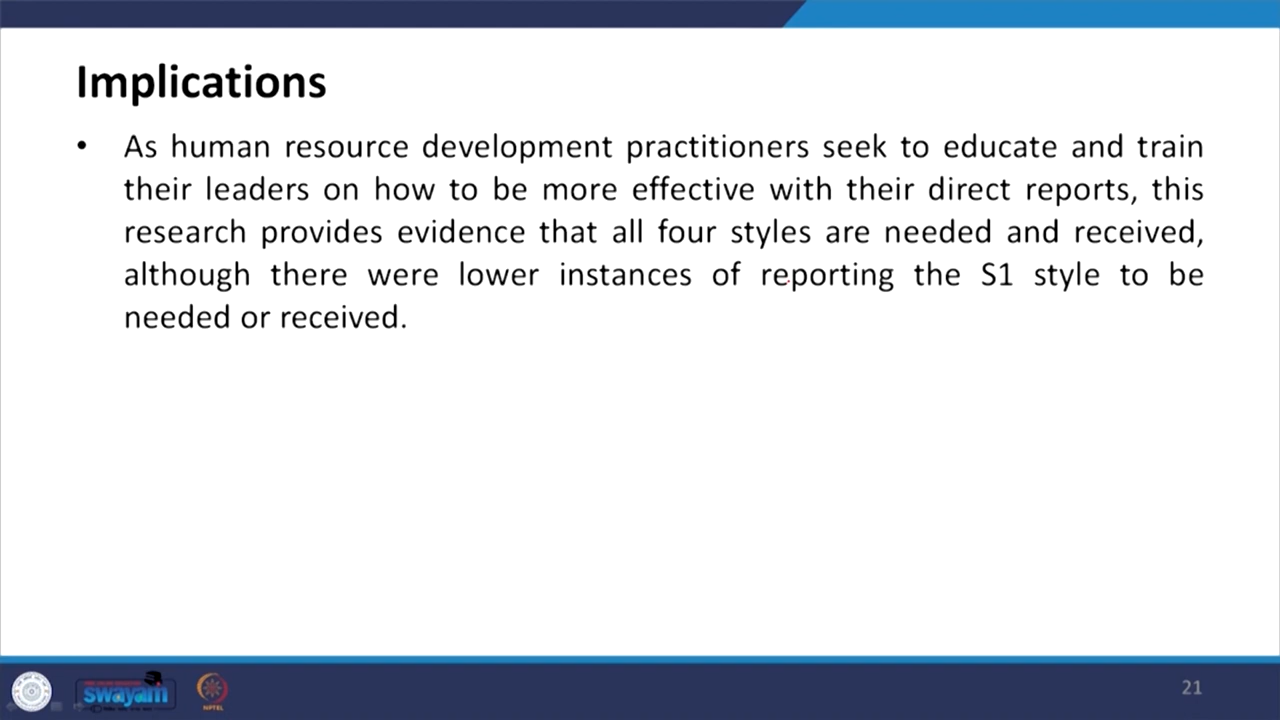 Implications
• As human resource development practitioners seek to educate and train
their leaders on how to be more effective with their direct reports, this
research provides evidence that all four styles are needed and received,
although there were lower instances of reporting the S1 style to be
needed or received.
swayam
NPTEL
21